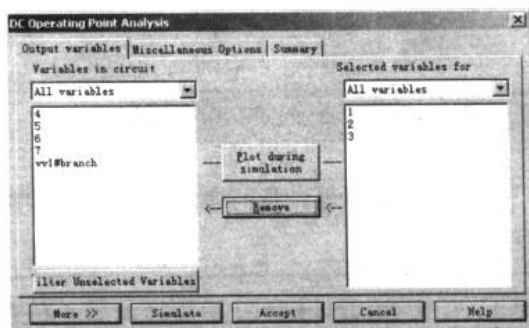 DC Operating Point Analysis
Output variables Miscellaneous Options Summary
Variables in circuit
All variables
4
5
6
7
vv1#branch
ilter Unselected Variables
Plot during
simulation
Remove
Selected variables for
All variables
1
2
3
More >> Simulate Accept Cancel Help